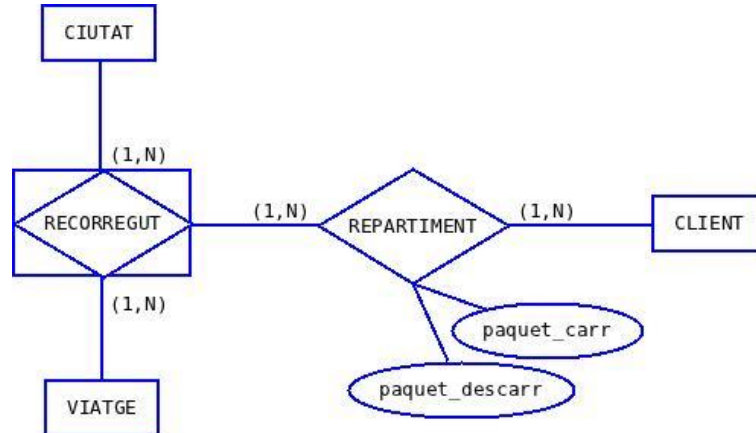 CIUTAT
(1,N)
RECORREGUT
(1,N)
REPARTIMENT
(1,N)
CLIENT
(1,N)
paquet_carr
paquet_descarr
VIATGE